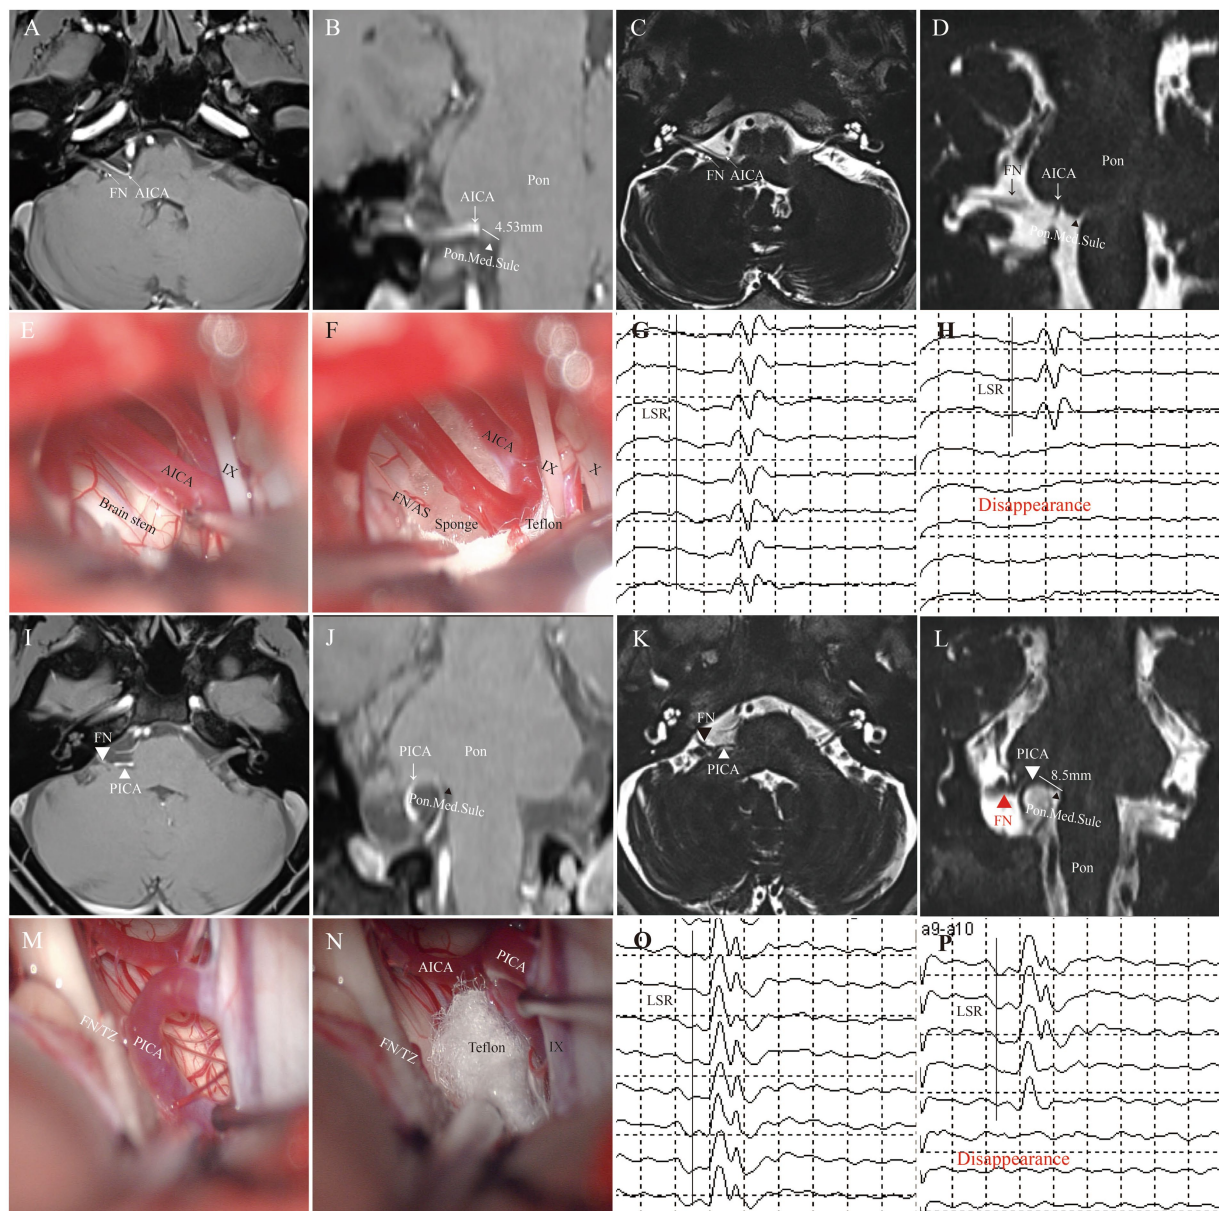 A
FN AICA
B
Pon
AICA
4.53mm
Pon.Med.Sulc
C
FN AICA
D
Pon
AICA
FN
Pon.Med.Sulc
E
AICA
IX
Brain stem
F
AICA
IX
X
FN/AS
Sponge
Teflon
G
LSR
H
LSR
Disappearance
I
FN
PICA
J
PICA
Pon
Pon.Med.Sulc
K
FN
PICA
L
PICA
8.5mm
Pon.Med.Sulc
FN
Pon
M
FN/TZ
PICA
N
AICA
PICA
FN/TZ
Teflon
IX
O
LSR
a9-a10
P
LSR
Disappearance